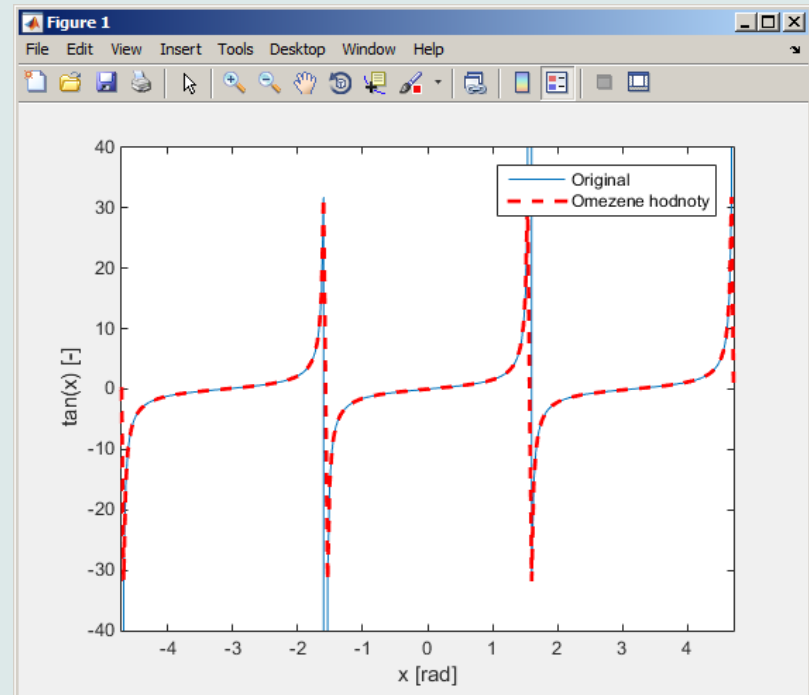 Figure 1
File Edit View Insert Tools Desktop Window Help
40
30
20
10
0
-10
-20
-30
-40
tan(x) [-]
Original
Omezene hodnoty
-4 -3 -2 -1 0 1 2 3 4
x [rad]